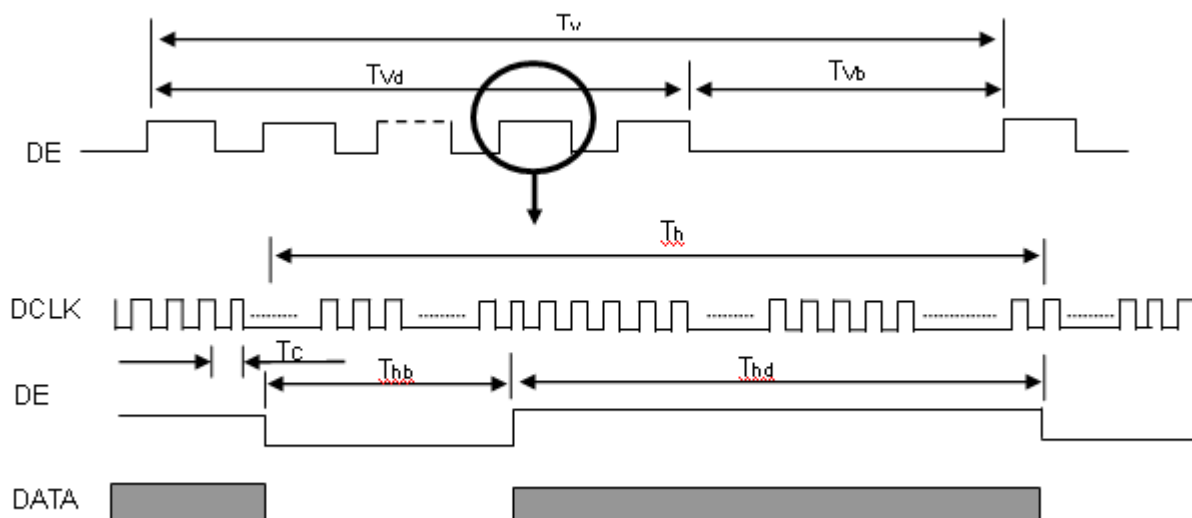 Tv
TVd
TVb
DE
Th
DCLK
TC
Thb
Thd
DE
DATA